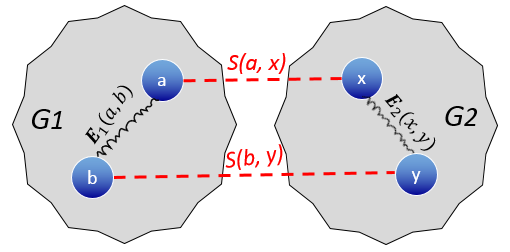 S(a, x)
a
x
G1
E₁(a,b)
E₂(x,y)
G2
S(b, y)
b
y